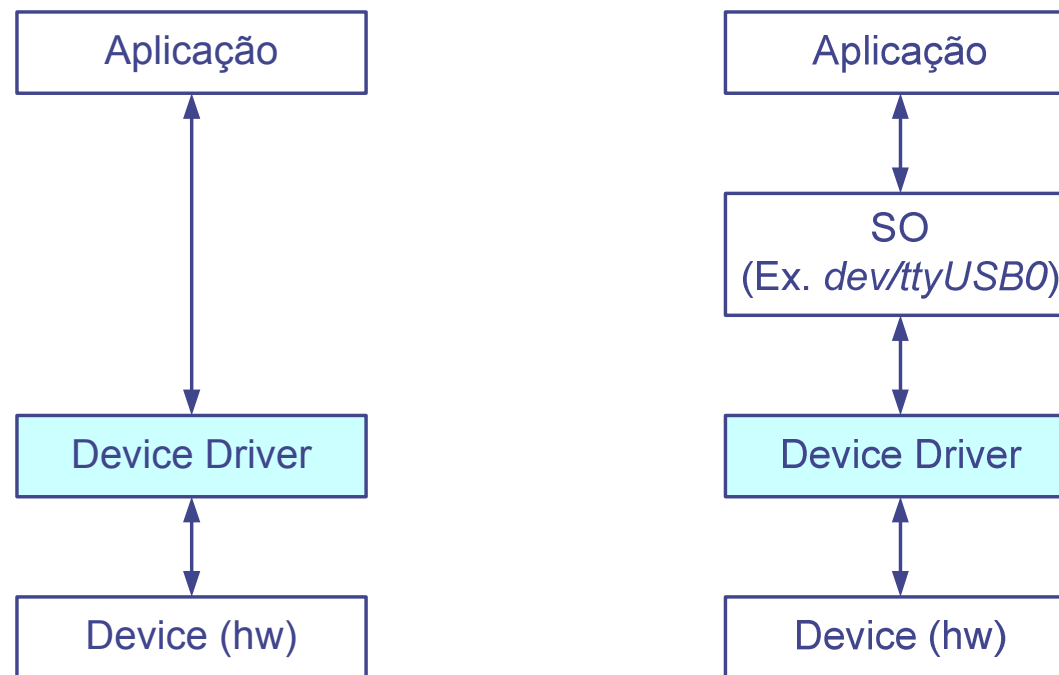 Aplicação
Device Driver
Device (hw)
Aplicação
SO
(Ex. dev/ttyUSB0)
Device Driver
Device (hw)